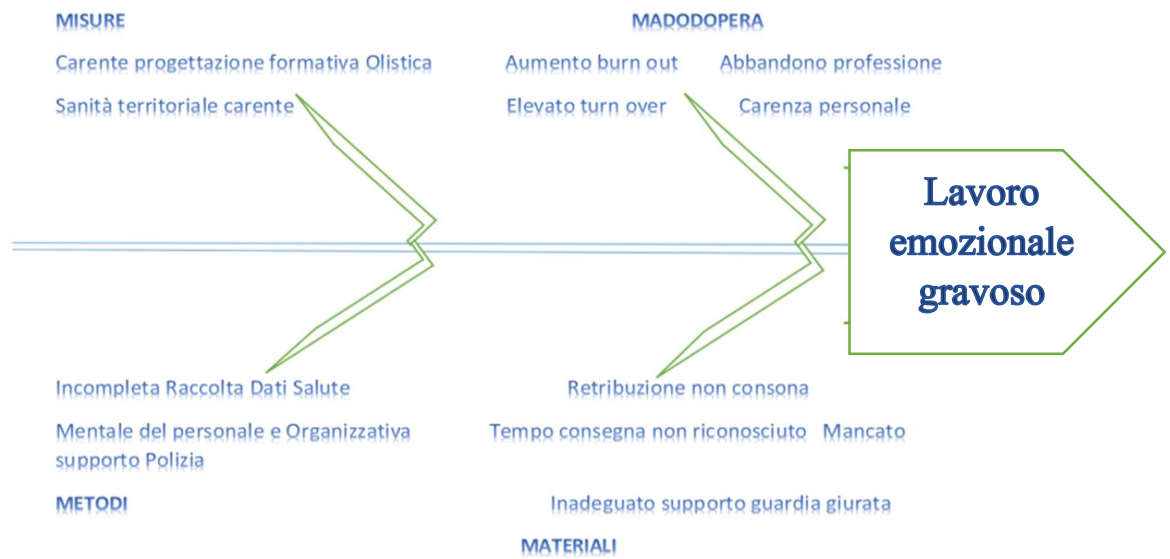 MISURE MADODOPERA
Carente progettazione formativa Olistica Aumento burn out Abbandono professione
Sanità territoriale carente Elevato turn over Carenza personale
Lavoro
emozionale
gravoso
Incompleta Raccolta Dati Salute Retribuzione non consona
Mentale del personale e Organizzativa Tempo consegna non riconosciuto Mancato
supporto Polizia
METODI Inadeguato supporto guardia giurata
MATERIALI